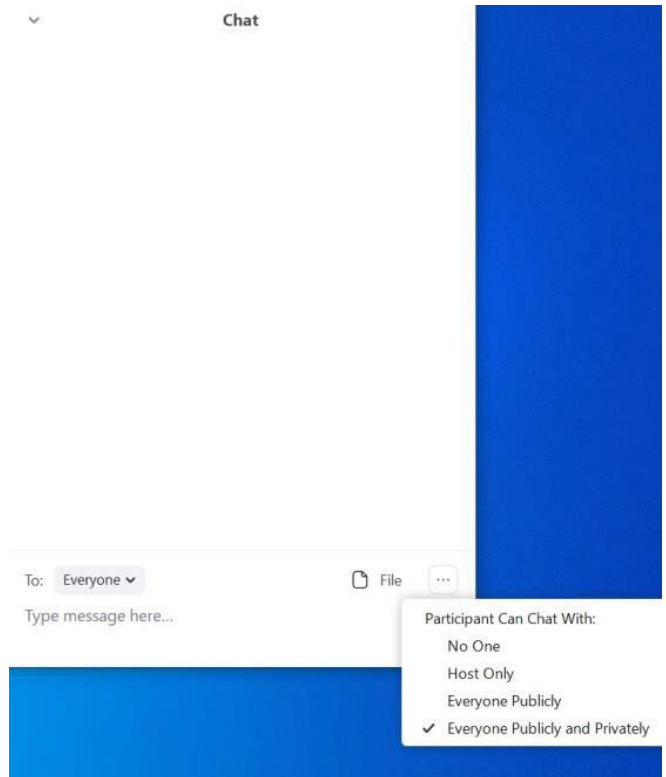 Chat
To: Everyone File ...
Type message here...
Participant Can Chat With:
No One
Host Only
Everyone Publicly
✓ Everyone Publicly and Privately